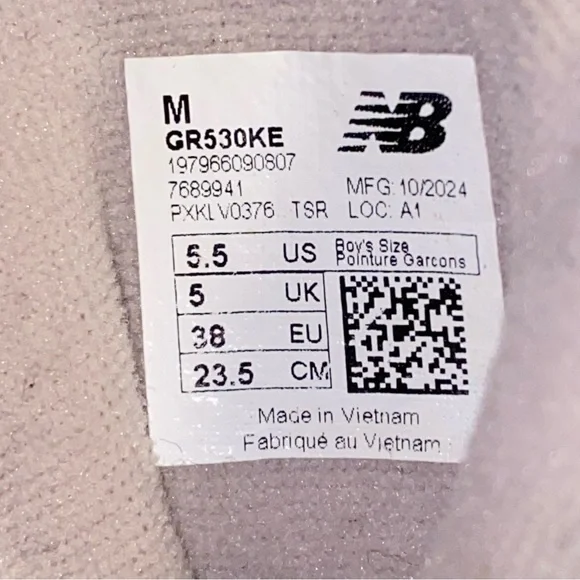 M
NB
GR530KE
197966090807
7689941 MFG: 10/2024
PXKLV0376 TSR LOC: A1
5.5 US Boy's Size
Pointure Garcons
5 UK
38 EU
23.5 CM
Made in Vietnam
Fabriqué au Vietnam